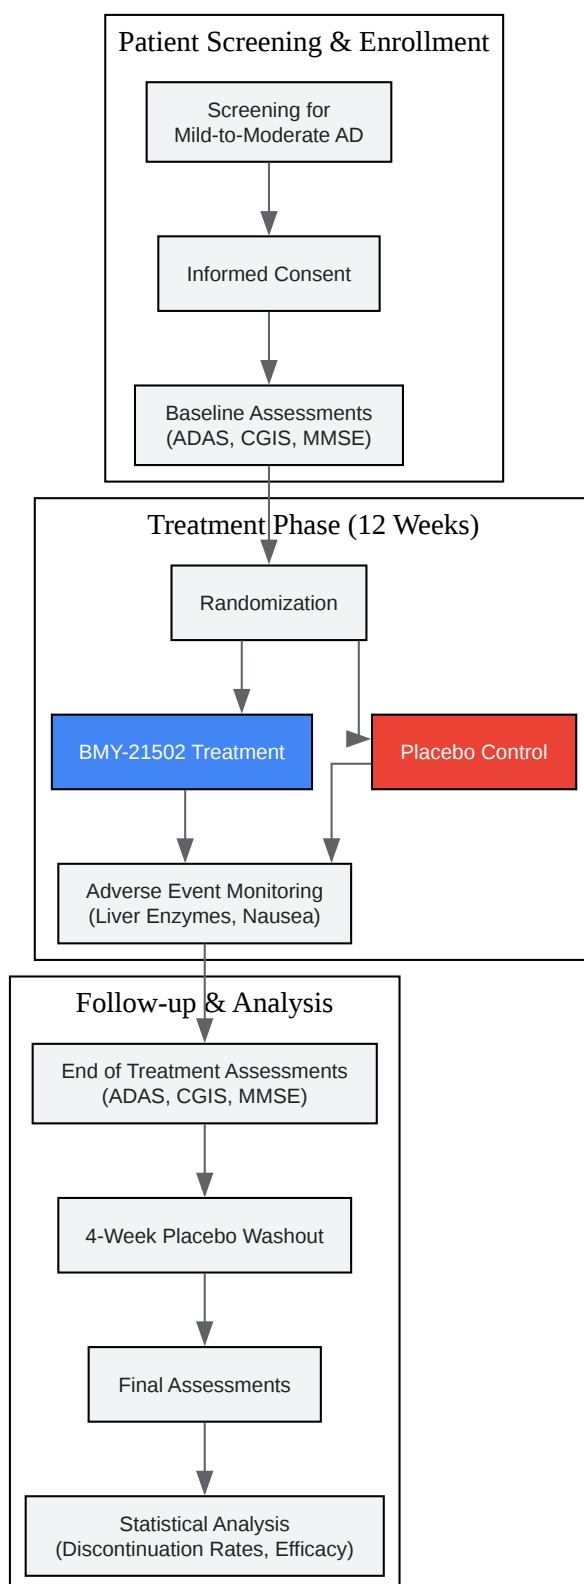 Patient Screening & Enrollment
Screening for
Mild-to-Moderate AD
Informed Consent
Baseline Assessments
(ADAS, CGIS, MMSE)
Treatment Phase (12 Weeks)
Randomization
BMY-21502 Treatment
Placebo Control
Adverse Event Monitoring
(Liver Enzymes, Nausea)
Follow-up & Analysis
End of Treatment Assessments
(ADAS, CGIS, MMSE)
4-Week Placebo Washout
Final Assessments
Statistical Analysis
(Discontinuation Rates, Efficacy)